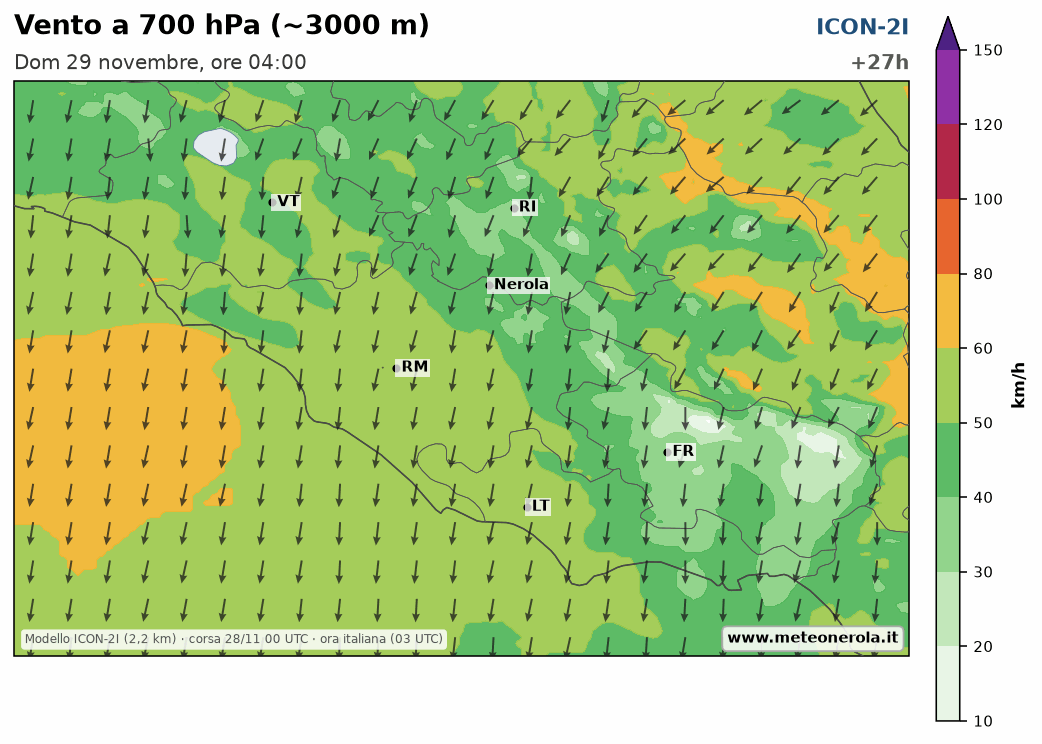 Vento a 700 hPa (~3000 m)
ICON-2I
Dom 29 novembre, ore 04:00
+27h
VT
RI
Nerola
RM
FR
LT
Modello ICON-2I (2,2 km) · corsa 28/11 00 UTC · ora italiana (03 UTC)
www.meteonerola.it
150
120
100
80
60
50
40
30
20
10
km/h